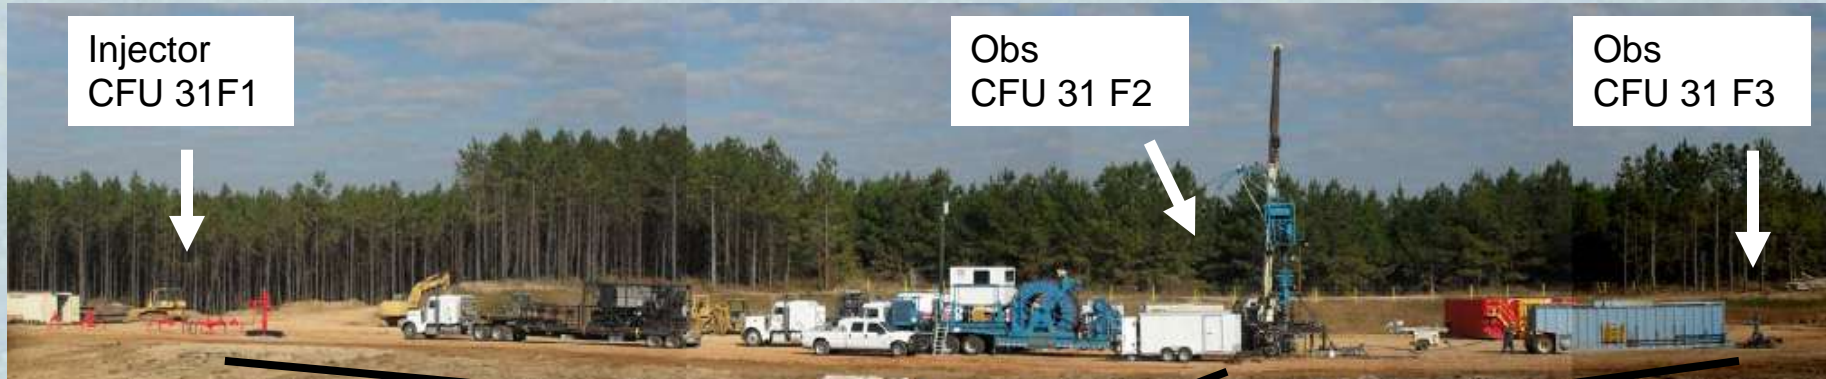 Injector
CFU 31F1
Obs
CFU 31 F2
Obs
CFU 31 F3